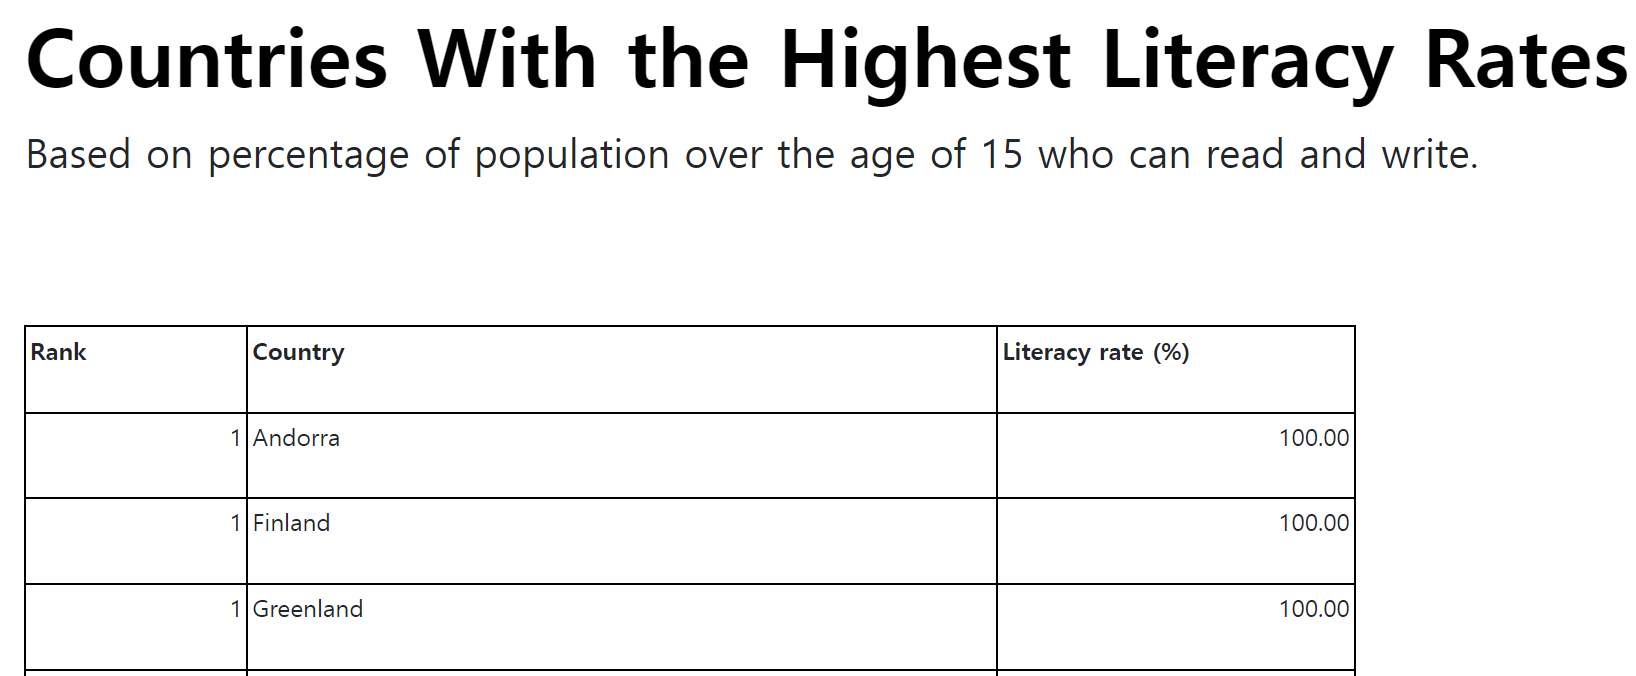 Countries With the Highest Literacy Rates
Based on percentage of population over the age of 15 who can read and write.
Rank Country Literacy rate (%)
1 Andorra 100.00
1 Finland 100.00
1 Greenland 100.00